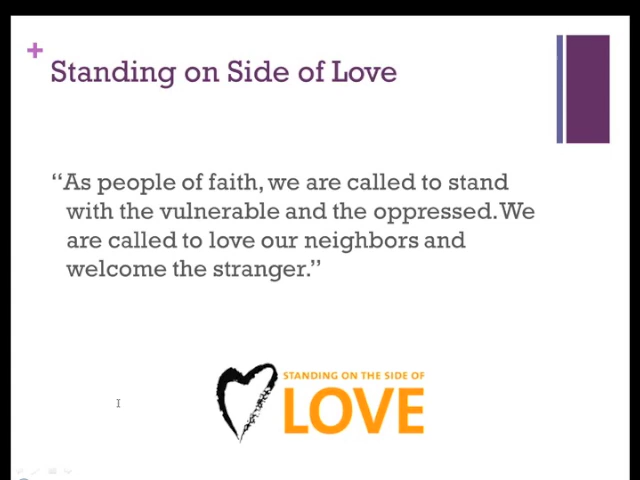 +
Standing on Side of Love
“As people of faith, we are called to stand
with the vulnerable and the oppressed. We
are called to love our neighbors and
welcome the stranger.”
STANDING ON THE SIDE OF
LOVE